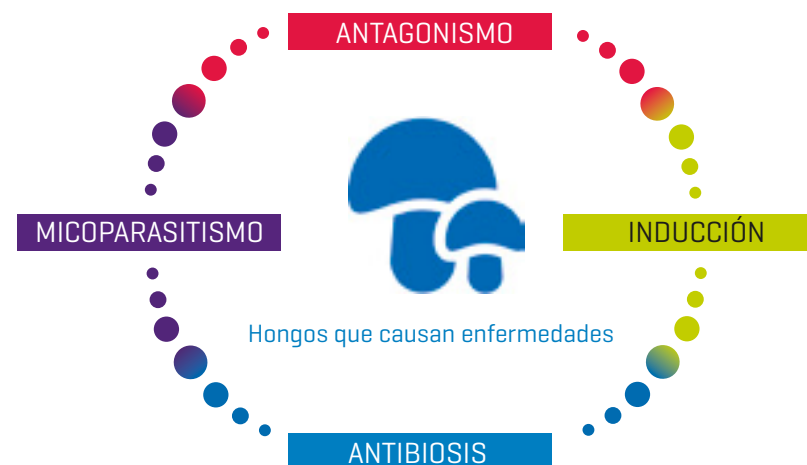 ANTAGONISMO
MICOPARASITISMO
INDUCCIÓN
Hongos que causan enfermedades
ANTIBIOSIS